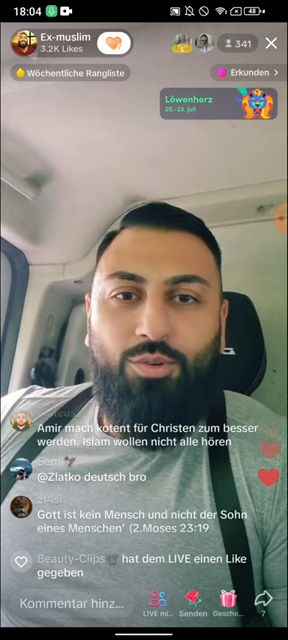 18:04
48
Ex-muslim
3.2K Likes
341
Wöchentliche Rangliste
Erkunden >
Löwenherz
20.-23. Juli
Amir mach kotent für Christen zum besser
werden. Islam wollen nicht alle hören
Semi
@Zlatko deutsch bro
2f4si
Gott ist kein Mensch und nicht der Sohn
eines Menschen' (2.Moses 23:19
Beauty-Clips hat dem LIVE einen Like
gegeben
Kommentar hinz...
LIVE mi...
Senden
Gesche...
7